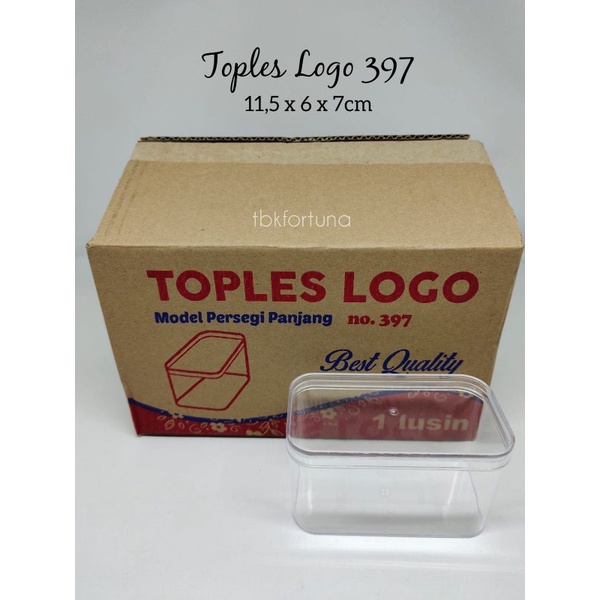 Toples Logo 397
11,5 x 6 x 7cm
tbkfortuna
TOPLES LOGO
Model Persegi Panjang no. 397
Best Quality
1 lusin